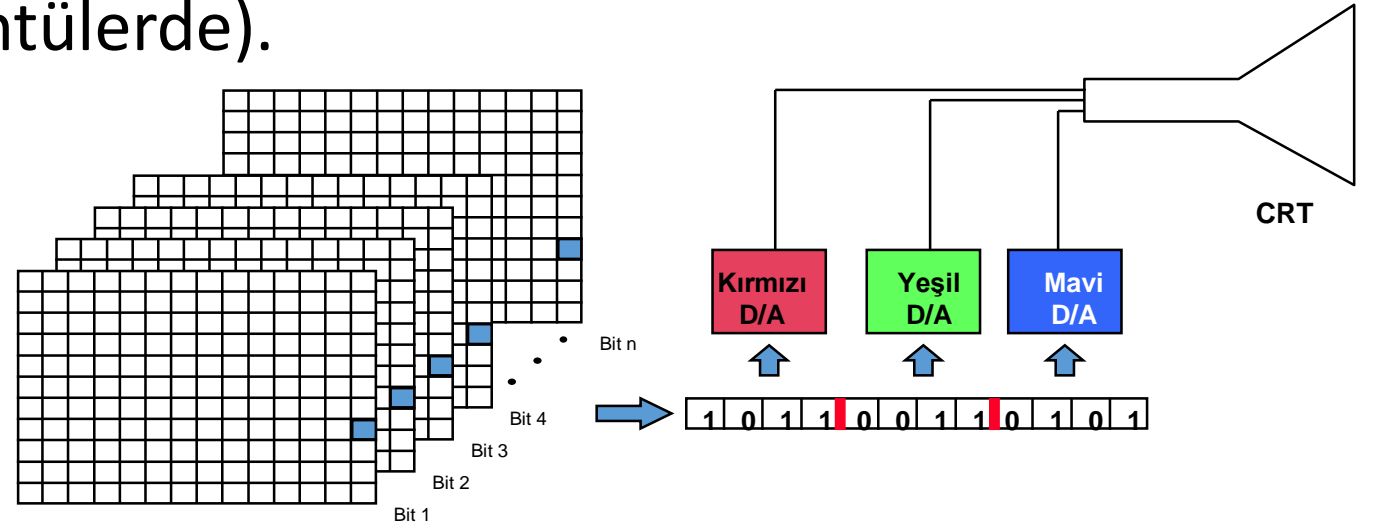 ntülerde).
CRT
Kırmızı
D/A
Yeşil
D/A
Mavi
D/A
Bit n
Bit 4
Bit 3
Bit 2
Bit 1
1 0 1 1 0 0 1 1 0 1 0 1